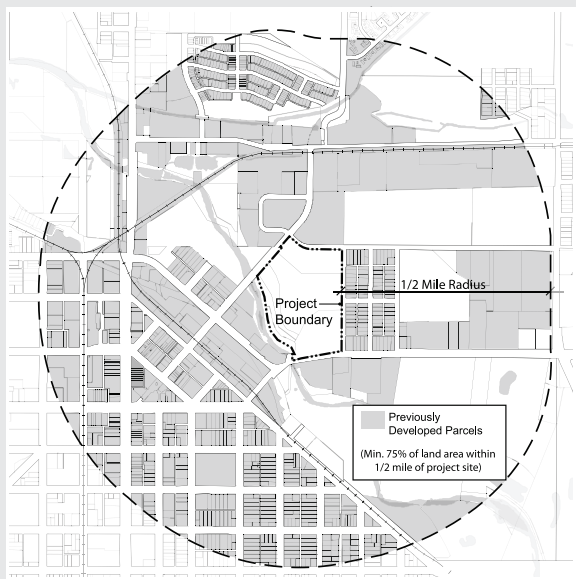 1/2 Mile Radius
Project
Boundary
Previously
Developed Parcels
(Min. 75% of land area within
1/2 mile of project site)